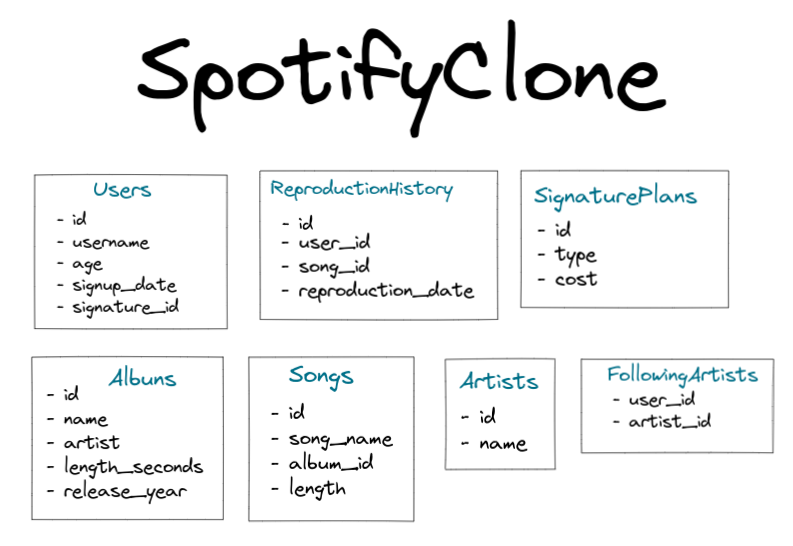 SpotifyClone
Users
- id
- username
- age
- signup_date
- signature_id
ReproductionHistory
- id
- user_id
- song_id
- reproduction_date
SignaturePlans
- id
- type
- cost
Albuns
- id
- name
- artist
- length_seconds
- release_year
Songs
- id
- song_name
- album_id
- length
Artists
- id
- name
FollowingArtists
- user_id
- artist_id